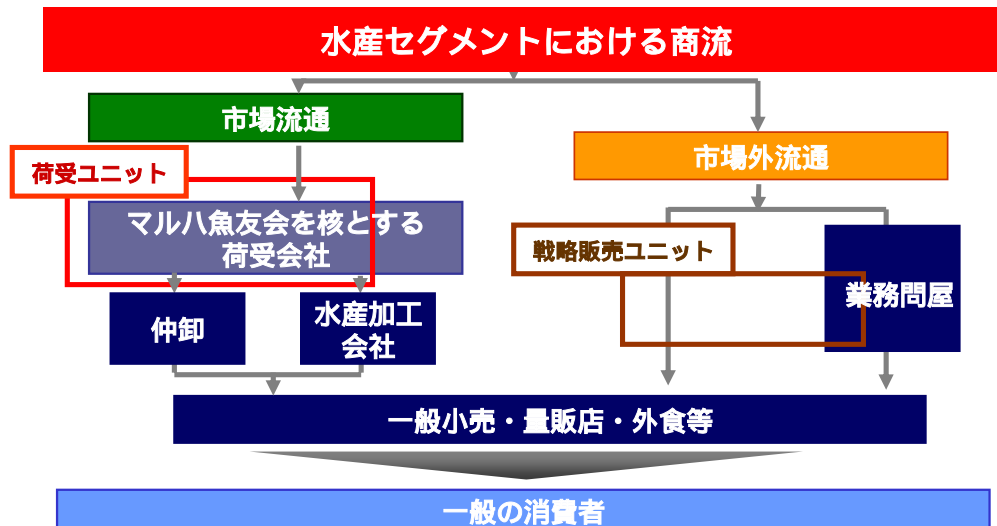 水産セグメントにおける商流
市場流通
市場外流通
荷受ユニット
マルハ魚友会を核とする
荷受会社
戦略販売ユニット
業務問屋
仲卸
水産加工
会社
一般小売・量販店・外食等
一般の消費者